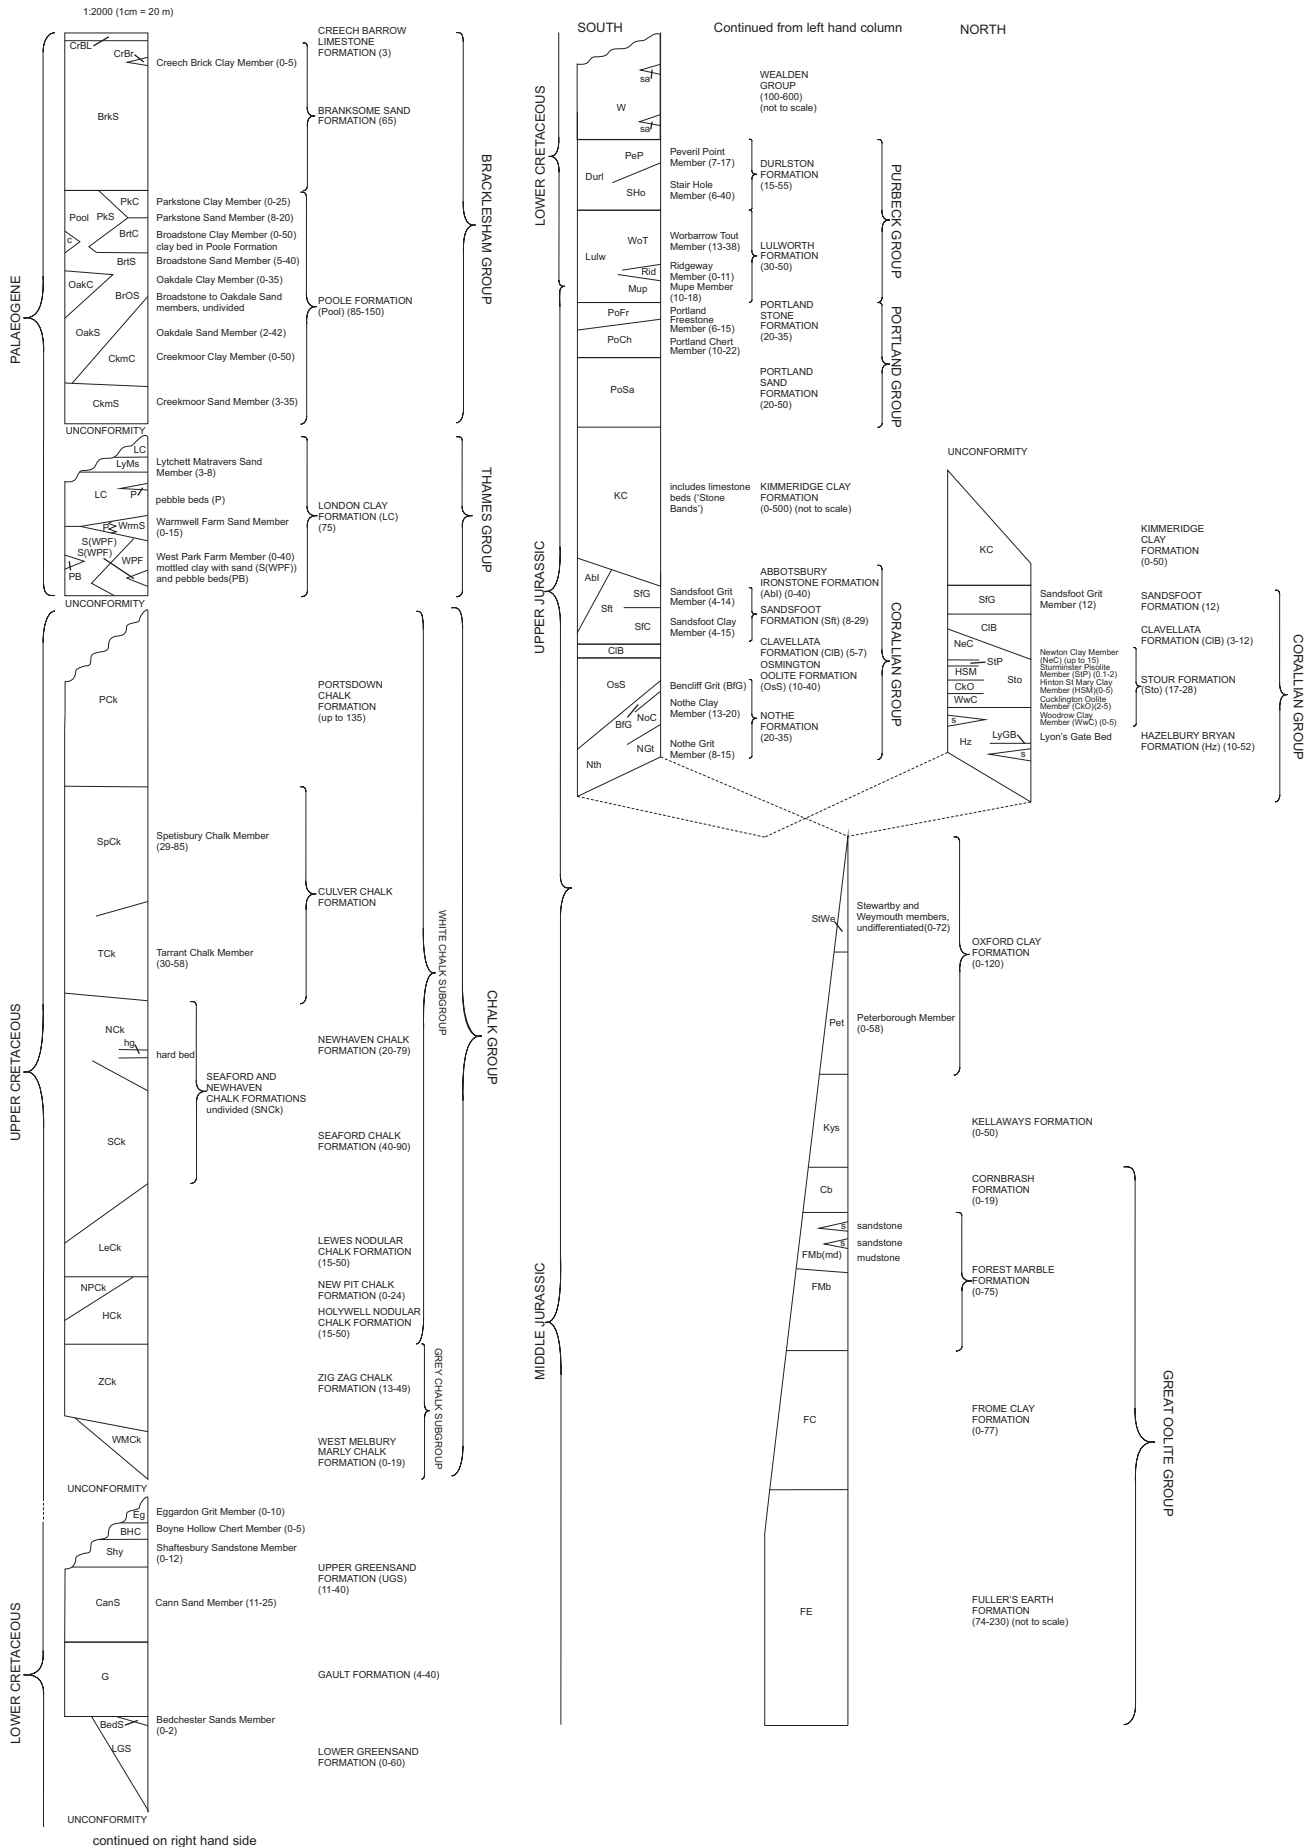 1:2000 (1cm = 20 m)
PALAEOGENE
CrBL
CrBr
BrkS
PkC
Pool
PkS
c
BrtC
BrtS
OakC
BrOS
OakS
CkmC
CkmS
Creech Brick Clay Member (0-5)
Parkstone Clay Member (0-25)
Parkstone Sand Member (8-20)
Broadstone Clay Member (0-50)
clay bed in Poole Formation
Broadstone Sand Member (5-40)
Oakdale Clay Member (0-35)
Broadstone to Oakdale Sand
members, undivided
Oakdale Sand Member (2-42)
Creekmoor Clay Member (0-50)
Creekmoor Sand Member (3-35)
CREECH BARROW
LIMESTONE
FORMATION (3)
BRANKSOME SAND
FORMATION (65)
POOLE FORMATION
(Pool) (85-150)
BRACKLESHAM GROUP
UNCONFORMITY
LC
LyMs
LC
P
P
WrmS
S(WPF)
S(WPF)
WPF
PB
Lytchett Matravers Sand
Member (3-8)
pebble beds (P)
Warmwell Farm Sand Member
(0-15)
West Park Farm Member (0-40)
mottled clay with sand (S(WPF))
and pebble beds(PB)
LONDON CLAY
FORMATION (LC)
(75)
THAMES GROUP
UNCONFORMITY
UPPER CRETACEOUS
PCk
SpCk
TCk
NCk
hg
SCk
LeCk
NPCk
HCk
ZCk
WMCk
Spetisbury Chalk Member
(29-85)
Tarrant Chalk Member
(30-58)
hard bed
SEAFORD AND
NEWHAVEN
CHALK FORMATIONS
undivided (SNCk)
PORTSDOWN
CHALK
FORMATION
(up to 135)
CULVER CHALK
FORMATION
NEWHAVEN CHALK
FORMATION (20-79)
SEAFORD CHALK
FORMATION (40-90)
LEWES NODULAR
CHALK FORMATION
(15-50)
NEW PIT CHALK
FORMATION (0-24)
HOLYWELL NODULAR
CHALK FORMATION
(15-50)
ZIG ZAG CHALK
FORMATION (13-49)
WEST MELBURY
MARLY CHALK
FORMATION (0-19)
WHITE CHALK SUBGROUP
GREY CHALK SUBGROUP
CHALK GROUP
UNCONFORMITY
LOWER CRETACEOUS
Eg
BHC
Shy
CanS
G
BedS
LGS
Eggardon Grit Member (0-10)
Boyne Hollow Chert Member (0-5)
Shaftesbury Sandstone Member
(0-12)
Cann Sand Member (11-25)
Bedchester Sands Member
(0-2)
UPPER GREENSAND
FORMATION (UGS)
(11-40)
GAULT FORMATION (4-40)
LOWER GREENSAND
FORMATION (0-60)
UNCONFORMITY
continued on right hand side
SOUTH
Continued from left hand column
NORTH
LOWER CRETACEOUS
sa
W
sa
PeP
Durl
SHo
WoT
Lulw
Rid
Mup
PoFr
PoCh
PoSa
KC
Abl
SfG
Sft
SfC
ClB
OsS
BfG
NoC
NGt
Nth
Peveril Point
Member (7-17)
Stair Hole
Member (6-40)
Worbarrow Tout
Member (13-38)
Ridgeway
Member (0-11)
Mupe Member
(10-18)
Portland
Freestone
Member (6-15)
Portland Chert
Member (10-22)
includes limestone
beds ('Stone
Bands')
Sandsfoot Grit
Member (4-14)
Sandsfoot Clay
Member (4-15)
Bencliff Grit (BfG)
Nothe Clay
Member (13-20)
Nothe Grit
Member (8-15)
WEALDEN
GROUP
(100-600)
(not to scale)
DURLSTON
FORMATION
(15-55)
LULWORTH
FORMATION
(30-50)
PORTLAND
STONE
FORMATION
(20-35)
PORTLAND
SAND
FORMATION
(20-50)
KIMMERIDGE CLAY
FORMATION
(0-500) (not to scale)
ABBOTSBURY
IRONSTONE FORMATION
(Abl) (0-40)
SANDSFOOT
FORMATION (Sft) (8-29)
CLAVELLATA
FORMATION (ClB) (5-7)
OSMINGTON
OOLITE FORMATION
(OsS) (10-40)
NOTHE
FORMATION
(20-35)
PURBECK GROUP
PORTLAND GROUP
CORALLIAN GROUP
UPPER JURASSIC
UNCONFORMITY
KC
SfG
ClB
NeC
StP
HSM
Sto
CkO
WwC
s
LyGB
Hz
s
Sandsfoot Grit
Member (12)
Newton Clay Member
(NeC) (up to 15)
Sturminster Pisolite
Member (StP) (0.1-2)
Hinton St Mary Clay
Member (HSM)(0-5)
Cucklington Oolite
Member (CkO)(2-5)
Woodrow Clay
Member (WwC) (0-5)
Lyon's Gate Bed
KIMMERIDGE
CLAY
FORMATION
(0-50)
SANDSFOOT
FORMATION (12)
CLAVELLATA
FORMATION (ClB) (3-12)
STOUR FORMATION
(Sto) (17-28)
HAZELBURY BRYAN
FORMATION (Hz) (10-52)
CORALLIAN GROUP
MIDDLE JURASSIC
StWe
Pet
Kys
Cb
s
s
FMb(md)
FMb
FC
FE
Stewartby and
Weymouth members,
undifferentiated(0-72)
Peterborough Member
(0-58)
sandstone
sandstone
mudstone
OXFORD CLAY
FORMATION
(0-120)
KELLAWAYS FORMATION
(0-50)
CORNBRASH
FORMATION
(0-19)
FOREST MARBLE
FORMATION
(0-75)
FROME CLAY
FORMATION
(0-77)
FULLER'S EARTH
FORMATION
(74-230) (not to scale)
GREAT OOLITE GROUP